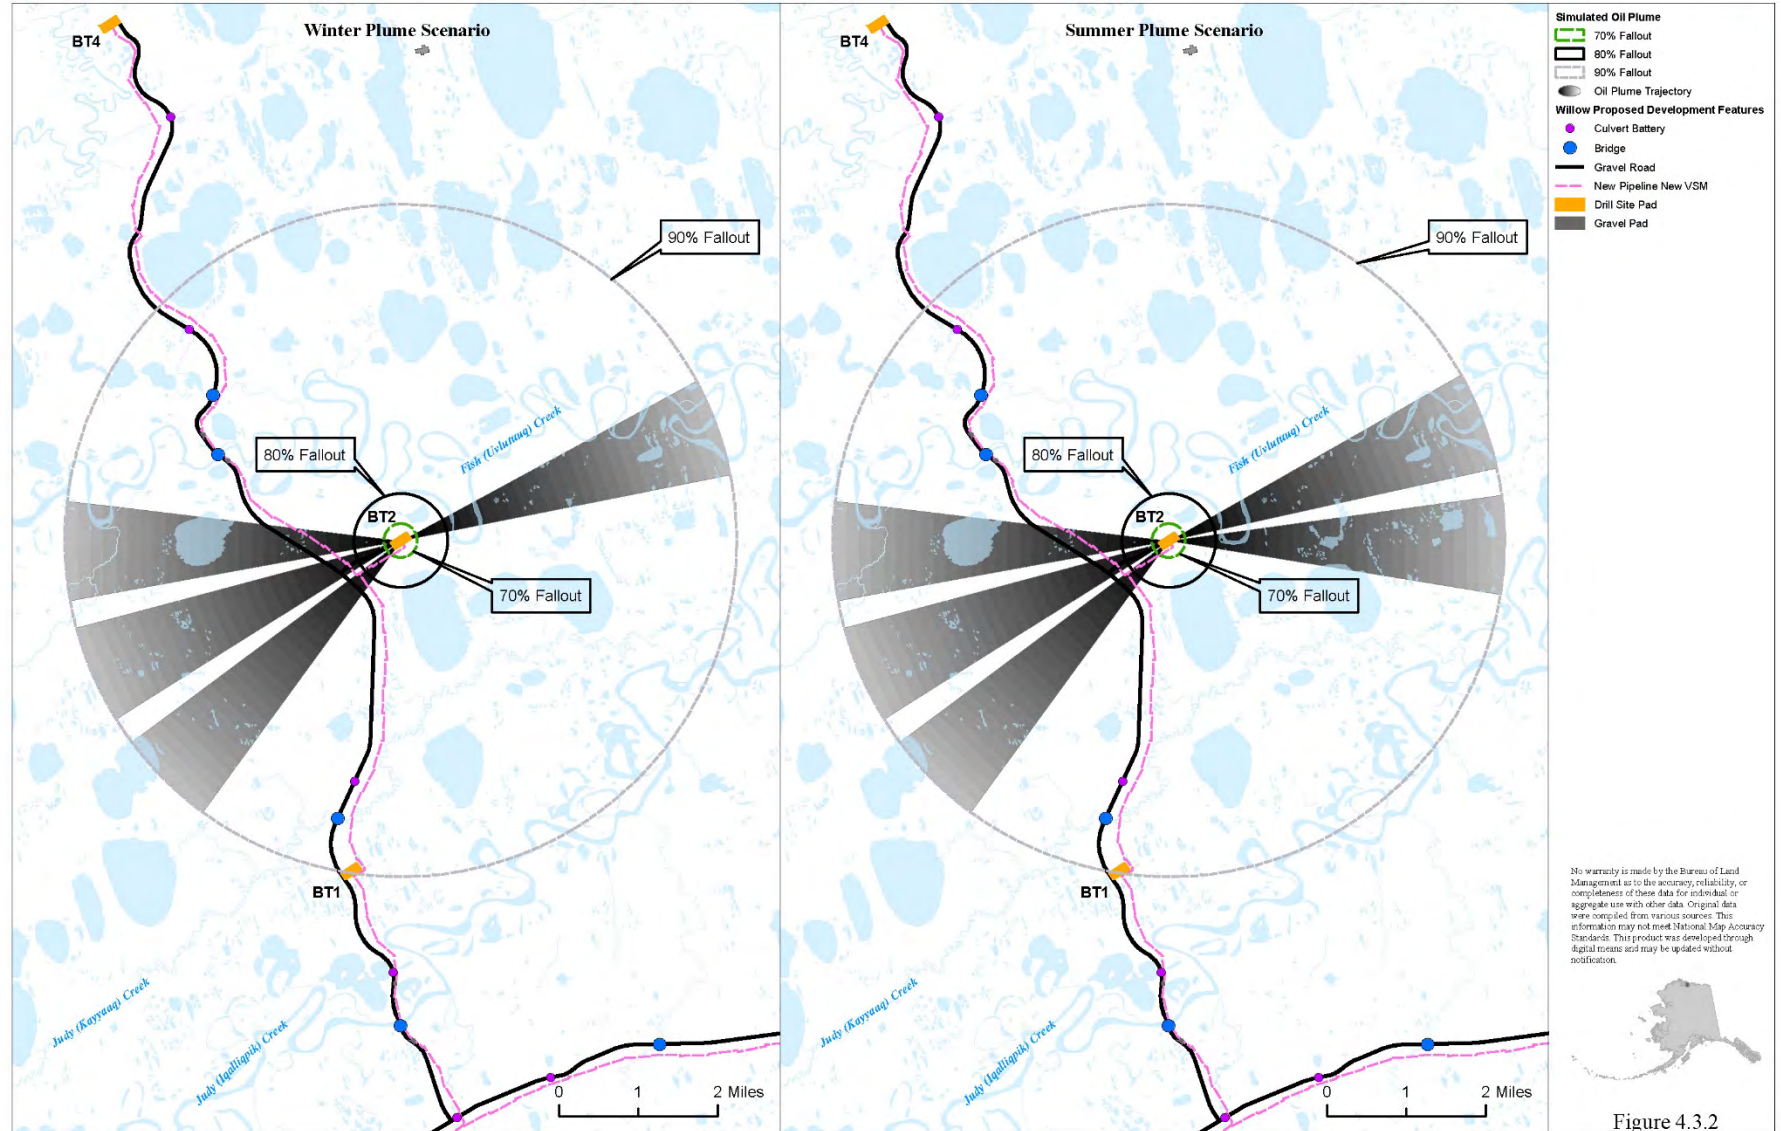 Winter Plume Scenario
BT4
90% Fallout
Fish (Uvlutuuq) Creek
80% Fallout
BT2
70% Fallout
BT1
Judy (Kayyaaq) Creek
Judy (Iqalliqpik) Creek
0 1 2 Miles
Summer Plume Scenario
BT4
90% Fallout
Fish (Uvlutuuq) Creek
80% Fallout
BT2
70% Fallout
BT1
Judy (Kayyaaq) Creek
Judy (Iqalliqpik) Creek
0 1 2 Miles
Simulated Oil Plume
70% Fallout
80% Fallout
90% Fallout
Oil Plume Trajectory
Willow Proposed Development Features
Culvert Battery
Bridge
Gravel Road
New Pipeline New VSM
Drill Site Pad
Gravel Pad
No warranty is made by the Bureau of Land
Management as to the accuracy, reliability, or
completeness of these data for individual or
aggregate use with other data. Original data
were compiled from various sources. This
information may not meet National Map Accuracy
Standards. This product was developed through
digital means and may be updated without
notification.
Figure 4.3.2